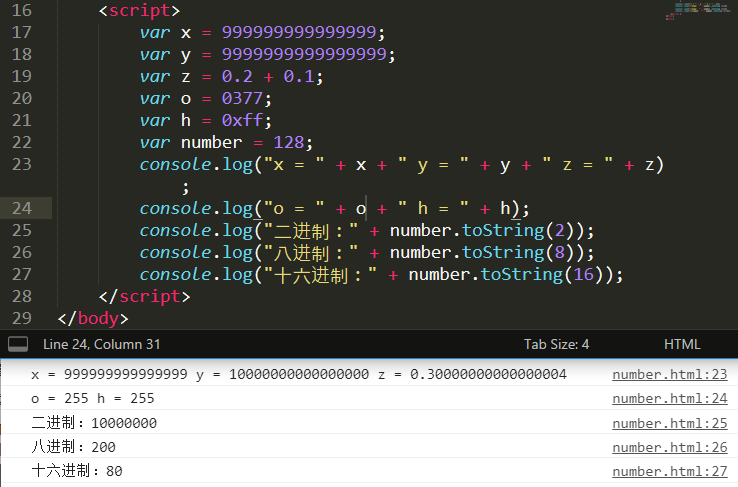 16 <script>
17 var x = 999999999999999;
18 var y = 9999999999999999;
19 var z = 0.2 + 0.1;
20 var o = 0377;
21 var h = 0xff;
22 var number = 128;
23 console.log("x = " + x + " y = " + y + " z = " + z)
;
24 console.log("o = " + o + " h = " + h);
25 console.log("二进制：" + number.toString(2));
26 console.log("八进制：" + number.toString(8));
27 console.log("十六进制：" + number.toString(16));
28 </script>
29 </body>
Line 24, Column 31 Tab Size: 4 HTML
x = 999999999999999 y = 10000000000000000 z = 0.30000000000000004 number.html:23
o = 255 h = 255 number.html:24
二进制：10000000 number.html:25
八进制：200 number.html:26
十六进制：80 number.html:27